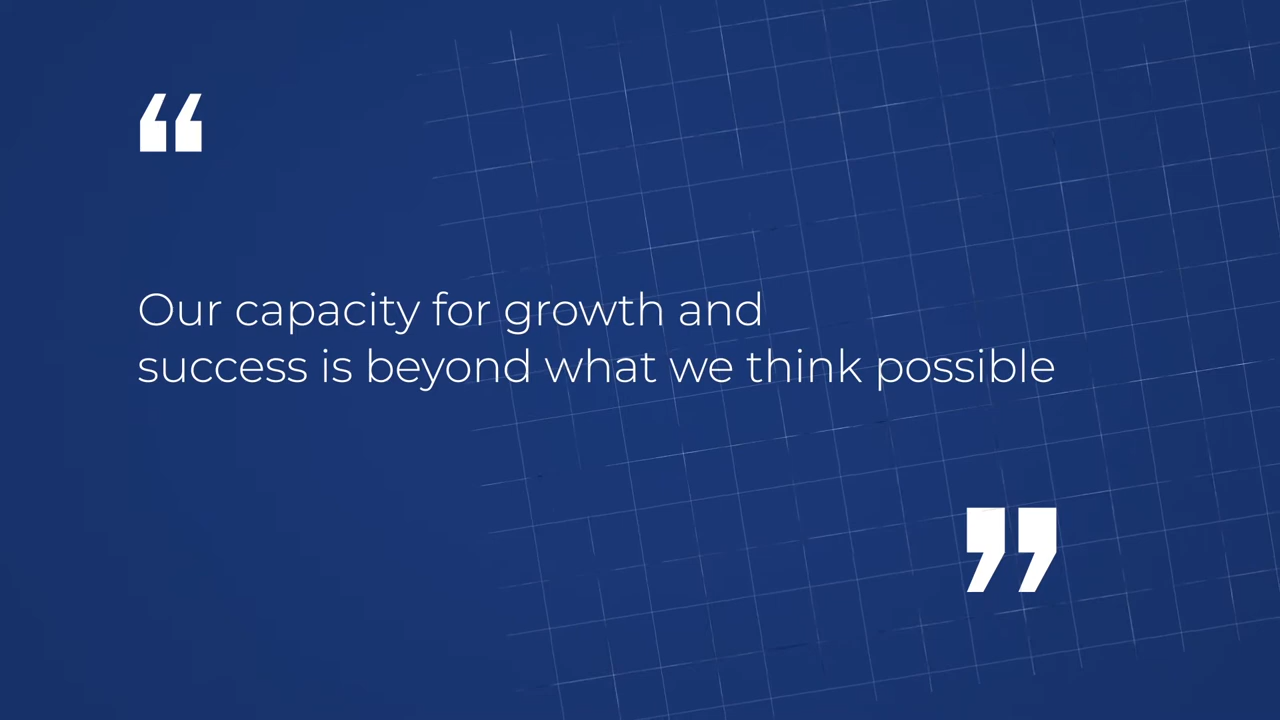 “
Our capacity for growth and
success is beyond what we think possible
”